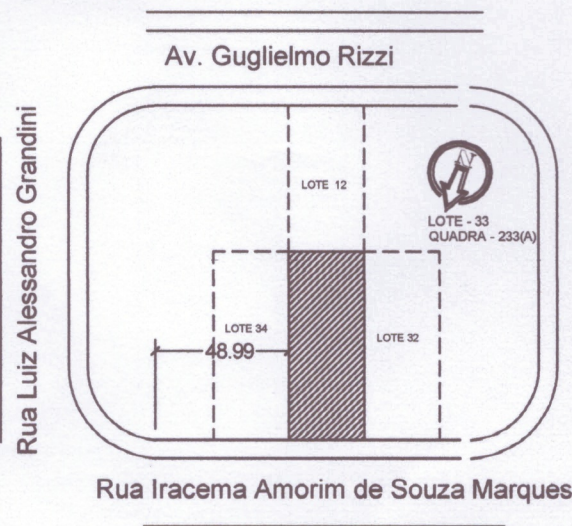 Av. Guglielmo Rizzi
Rua Luiz Alessandro Grandini
LOTE 12
N
LOTE - 33
QUADRA - 233(A)
LOTE 34
LOTE 32
48.99
Rua Iracema Amorim de Souza Marques